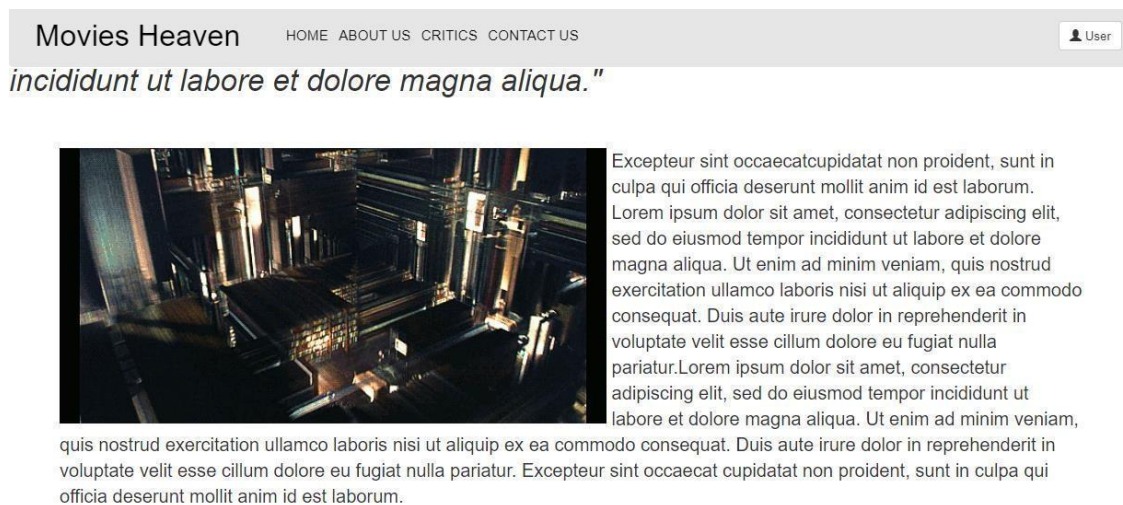 Movies Heaven HOME ABOUT US CRITICS CONTACT US User
incididunt ut labore et dolore magna aliqua."
Excepteur sint occaecatcupidatat non proident, sunt in
culpa qui officia deserunt mollit anim id est laborum.
Lorem ipsum dolor sit amet, consectetur adipiscing elit,
sed do eiusmod tempor incididunt ut labore et dolore
magna aliqua. Ut enim ad minim veniam, quis nostrud
exercitation ullamco laboris nisi ut aliquip ex ea commodo
consequat. Duis aute irure dolor in reprehenderit in
voluptate velit esse cillum dolore eu fugiat nulla
pariatur.Lorem ipsum dolor sit amet, consectetur
adipiscing elit, sed do eiusmod tempor incididunt ut
labore et dolore magna aliqua. Ut enim ad minim veniam,
quis nostrud exercitation ullamco laboris nisi ut aliquip ex ea commodo consequat. Duis aute irure dolor in reprehenderit in
voluptate velit esse cillum dolore eu fugiat nulla pariatur. Excepteur sint occaecat cupidatat non proident, sunt in culpa qui
officia deserunt mollit anim id est laborum.